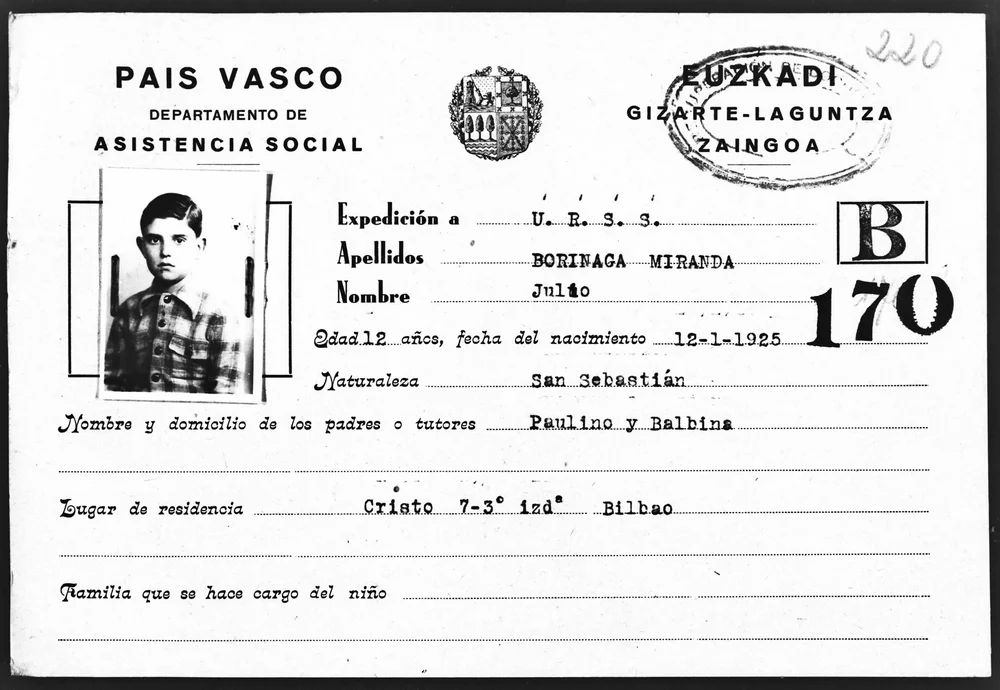 220
PAIS VASCO
DEPARTAMENTO DE
ASISTENCIA SOCIAL
EUZKADI
GIZARTE-LAGUNTZA
ZAINGOA
Expedición a U. R. S. S.
Apellidos BORINAGA MIRANDA
Nombre Julio
B
170
Edad 12 años, fecha del nacimiento 12-1-1925
Naturaleza San Sebastián
Nombre y domicilio de los padres o tutores Paulino y Balbina
Lugar de residencia Cristo 7-3º izdª Bilbao
Familia que se hace cargo del niño